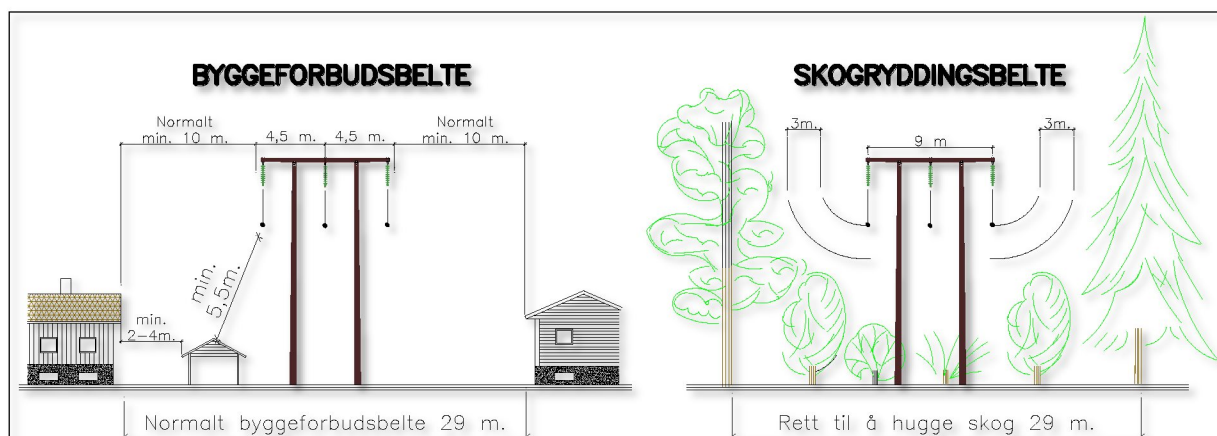 BYGGEFORBUDSBELTE
Normalt
min. 10 m.
4,5 m.
4,5 m.
Normalt
min. 10 m.
min.
5,5m.
min.
2-4m.
Normalt byggeforbudsbelte 29 m.
SKOGRYDDINGSBELTE
3m.
9 m
3m.
Rett til å hugge skog 29 m.